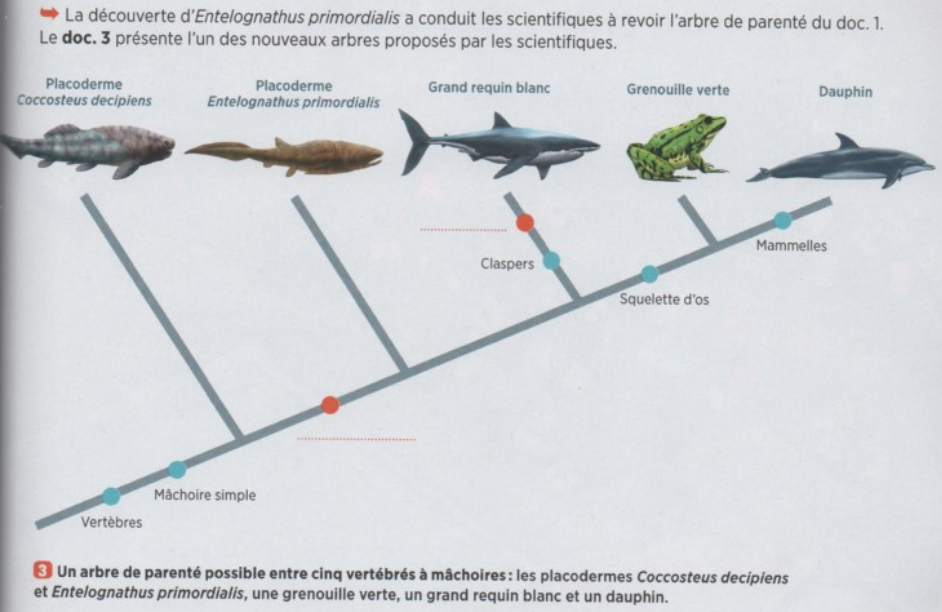 ➡ La découverte d'Entelognathus primordialis a conduit les scientifiques à revoir l'arbre de parenté du doc. 1.
Le doc. 3 présente l'un des nouveaux arbres proposés par les scientifiques.
Placoderme
Coccosteus decipiens
Placoderme
Entelognathus primordialis
Grand requin blanc
Grenouille verte
Dauphin
....................
Claspers
Mammelles
Squelette d'os
....................
Mâchoire simple
Vertèbres
3 Un arbre de parenté possible entre cinq vertébrés à mâchoires : les placodermes Coccosteus decipiens
et Entelognathus primordialis, une grenouille verte, un grand requin blanc et un dauphin.